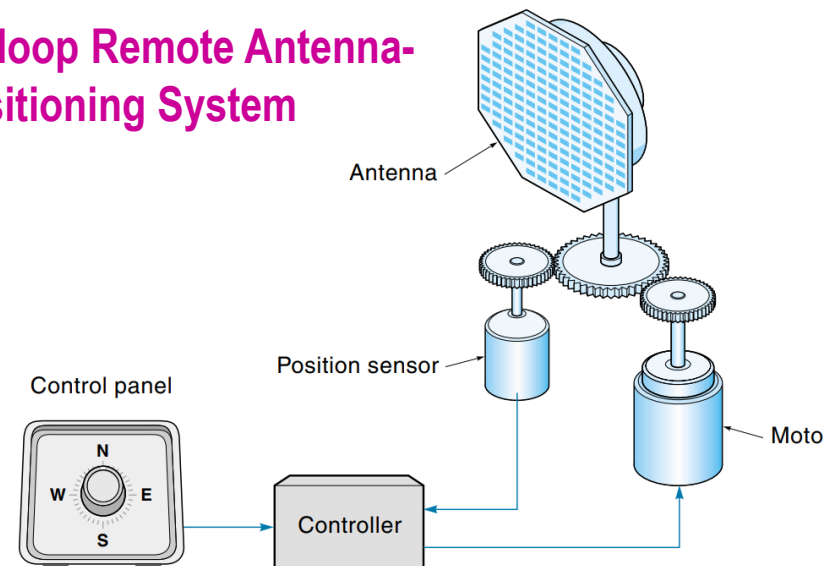 loop Remote Antenna-
sitioning System
Antenna
Position sensor
Control panel
Moto
N
W E
S
Controller